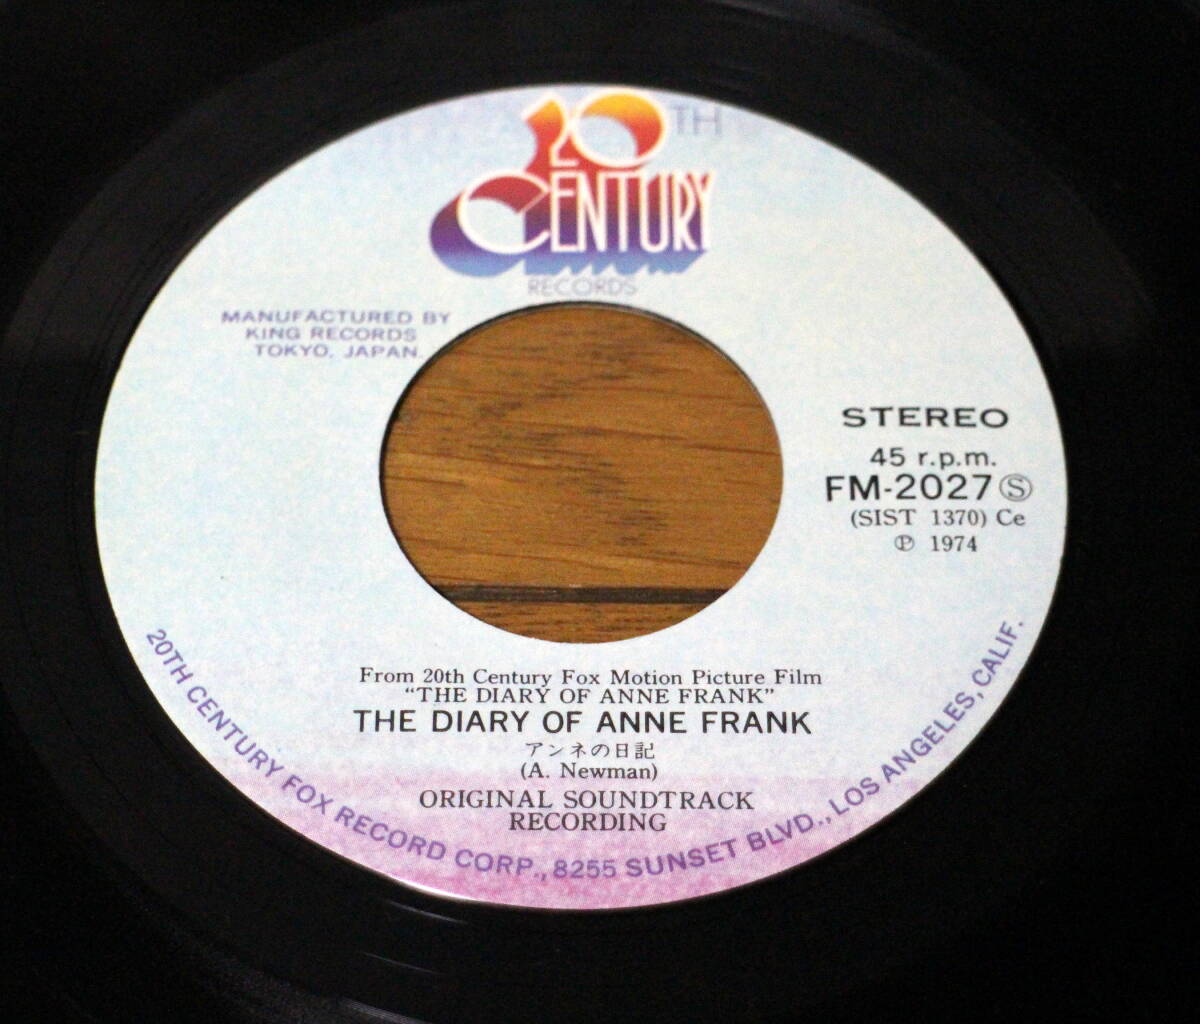 20TH
CENTURY
RECORDS
MANUFACTURED BY
KING RECORDS
TOKYO, JAPAN.
STEREO
45 r.p.m.
FM-2027 Ⓢ
(SIST 1370) Ce
℗ 1974
From 20th Century Fox Motion Picture Film
“THE DIARY OF ANNE FRANK”
THE DIARY OF ANNE FRANK
アンネの日記
(A. Newman)
ORIGINAL SOUNDTRACK
RECORDING
20TH CENTURY FOX RECORD CORP., 8255 SUNSET BLVD., LOS ANGELES, CALIF.